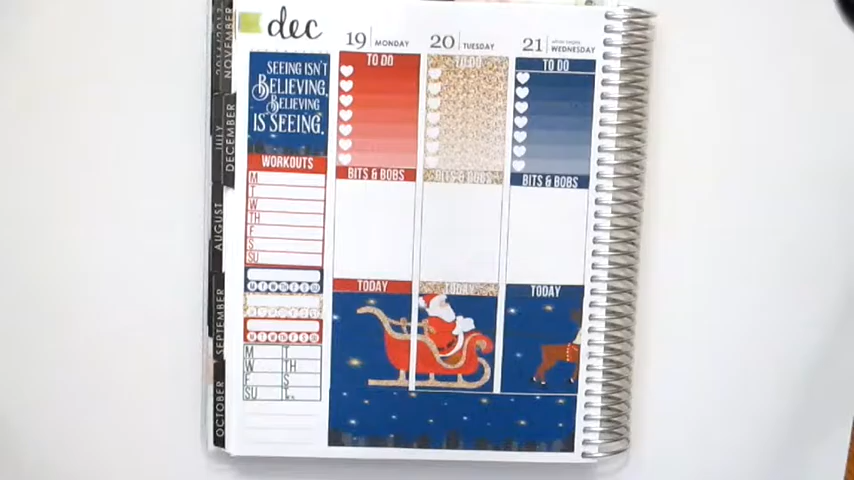 dec
19 MONDAY
20 TUESDAY
21 WEDNESDAY
SEEING ISN'T
BELIEVING.
BELIEVING
IS SEEING.
TO DO
TO DO
TO DO
WORKOUTS
M
T
W
TH
F
S
SU
BITS & BOBS
BITS & BOBS
BITS & BOBS
TODAY
TODAY
TODAY
M T W T F S S
M T W T F S S
M T W T F S S
M T
W TH
F S
SU
NOVEMBER
DECEMBER
JULY
AUGUST
SEPTEMBER
OCTOBER